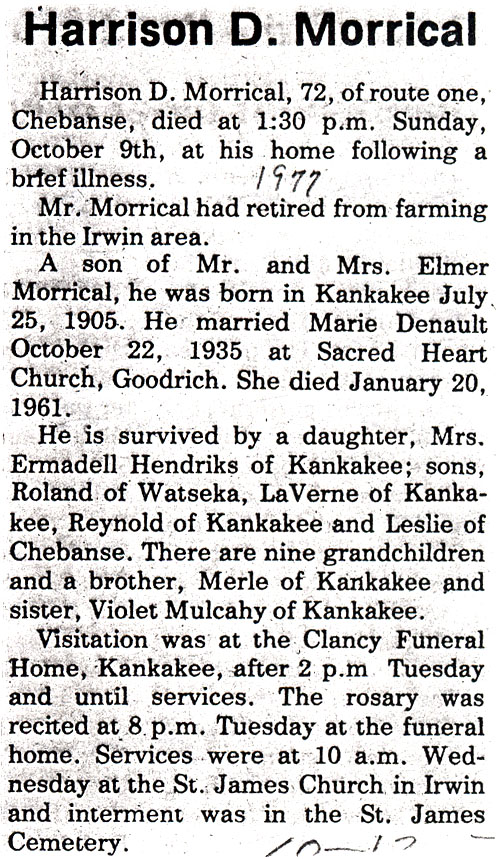 Harrison D. Morrical
Harrison D. Morrical, 72, of route one,
Chebanse, died at 1:30 p.m. Sunday,
October 9th, at his home following a
brief illness. 1977
Mr. Morrical had retired from farming
in the Irwin area.
A son of Mr. and Mrs. Elmer
Morrical, he was born in Kankakee July
25, 1905. He married Marie Denault
October 22, 1935 at Sacred Heart
Church, Goodrich. She died January 20,
1961.
He is survived by a daughter, Mrs.
Ermadell Hendriks of Kankakee; sons,
Roland of Watseka, LaVerne of Kanka-
kee, Reynold of Kankakee and Leslie of
Chebanse. There are nine grandchildren
and a brother, Merle of Kankakee and
sister, Violet Mulcahy of Kankakee.
Visitation was at the Clancy Funeral
Home, Kankakee, after 2 p.m Tuesday
and until services. The rosary was
recited at 8 p.m. Tuesday at the funeral
home. Services were at 10 a.m. Wed-
nesday at the St. James Church in Irwin
and interment was in the St. James
Cemetery.